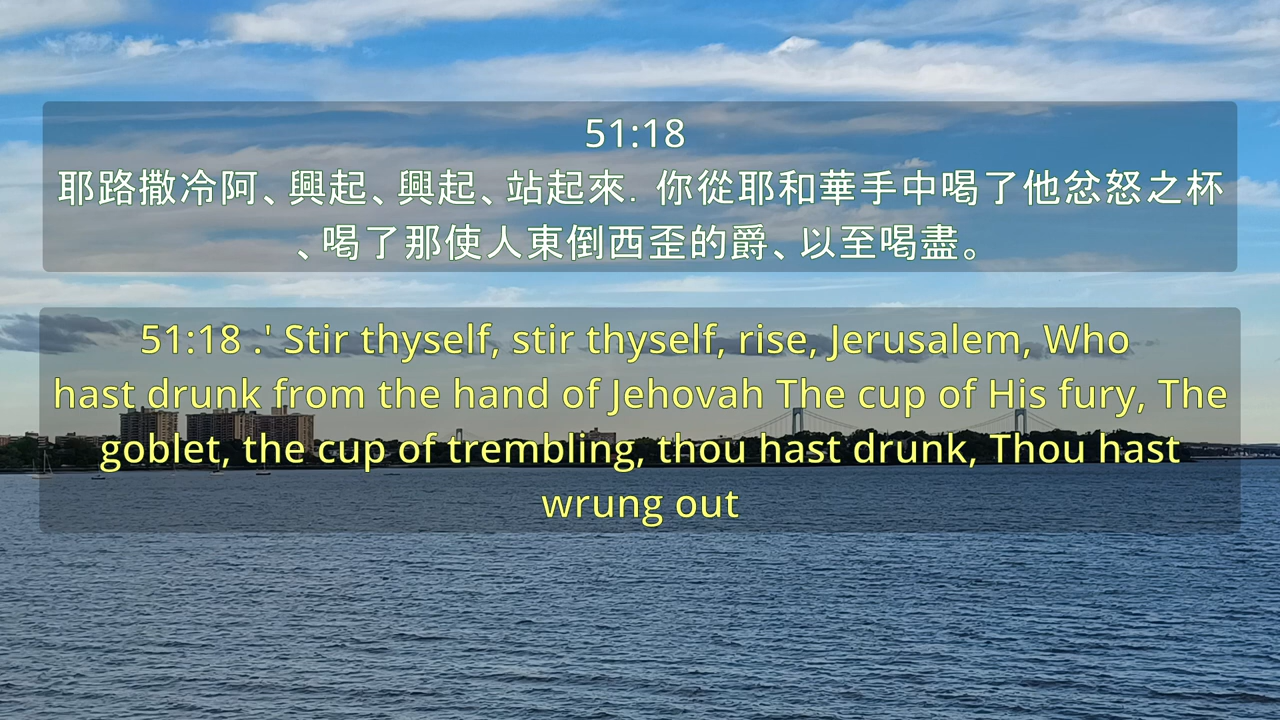 51:18
耶路撒冷阿、興起、興起、站起來. 你從耶和華手中喝了他忿怒之杯
、喝了那使人東倒西歪的爵、以至喝盡。
51:18 .' Stir thyself, stir thyself, rise, Jerusalem, Who
hast drunk from the hand of Jehovah The cup of His fury, The
goblet, the cup of trembling, thou hast drunk, Thou hast
wrung out